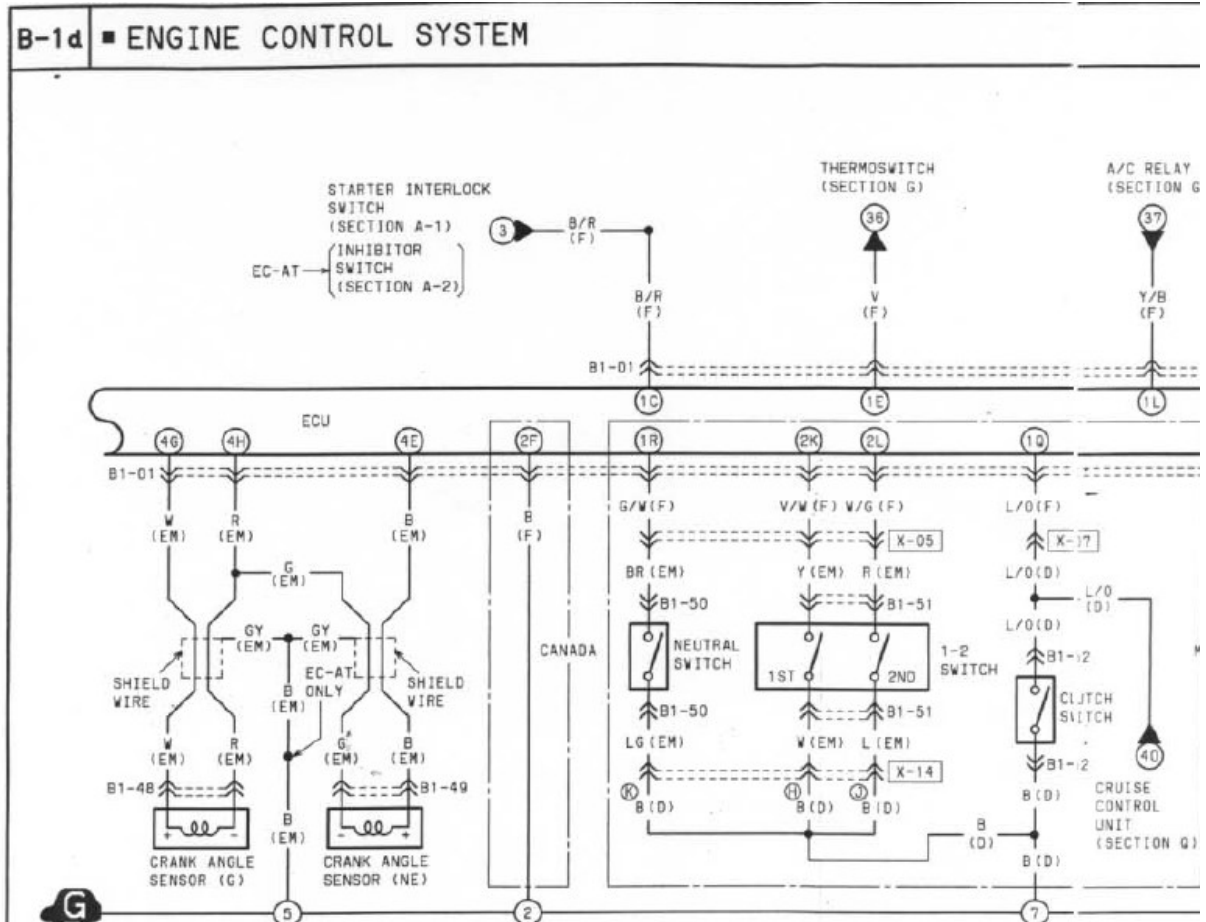 B-1d ■ ENGINE CONTROL SYSTEM
STARTER INTERLOCK
SWITCH
(SECTION A-1)
EC-AT
(INHIBITOR
SWITCH
(SECTION A-2))
3
B/R
(F)
THERMOSWITCH
(SECTION G)
36
A/C RELAY
(SECTION G
37
B/R
(F)
V
(F)
Y/B
(F)
B1-01
1C
1E
1L
ECU
4G
4H
4E
2F
1R
2K
2L
1Q
B1-01
W
(EM)
R
(EM)
B
(EM)
B
(F)
G/W(F)
V/W(F)
W/G(F)
L/O(F)
X-05
G
(EM)
BR(EM)
Y(EM)
R(EM)
L/O(D)
L/O
(D)
B1-50
B1-51
L/O(D)
GY
(EM)
GY
(EM)
CANADA
NEUTRAL
SWITCH
1ST
2ND
1-2
SWITCH
SHIELD
WIRE
B
(EM)
EC-AT
ONLY
SHIELD
WIRE
B1-50
B1-51
CLUTCH
SWITCH
W
(EM)
R
(EM)
G
(EM)
B
(EM)
LG(EM)
W(EM)
L(EM)
X-14
40
B1-48
B1-49
K
H
J
B(D)
B(D)
B(D)
B(D)
CRUISE
CONTROL
UNIT
(SECTION Q)
+
-
B
(EM)
-
+
B
(D)
B(D)
CRANK ANGLE
SENSOR (G)
CRANK ANGLE
SENSOR (NE)
G
5
2
7